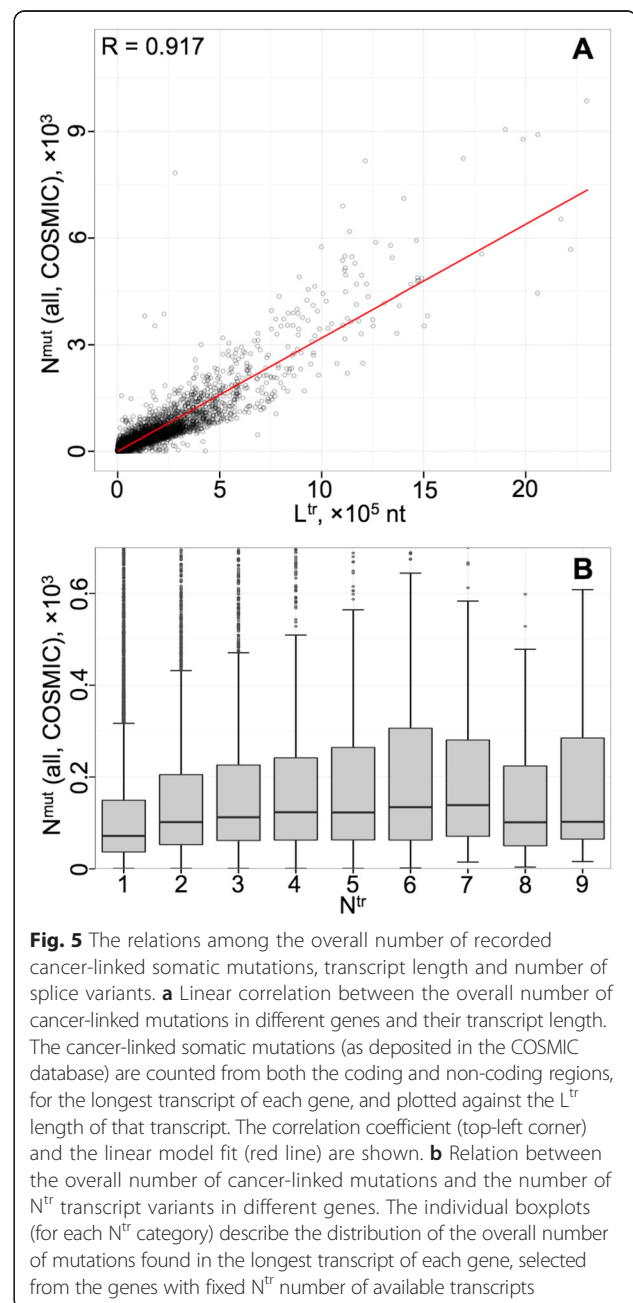 R = 0.917
A
N^mut (all, COSMIC), ×10³
9
6
3
0
0 5 10 15 20
L^tr, ×10⁵ nt
B
N^mut (all, COSMIC), ×10³
0.6
0.4
0.2
0
1 2 3 4 5 6 7 8 9
N^tr
Fig. 5 The relations among the overall number of recorded
cancer-linked somatic mutations, transcript length and number of
splice variants. a Linear correlation between the overall number of
cancer-linked mutations in different genes and their transcript length.
The cancer-linked somatic mutations (as deposited in the COSMIC
database) are counted from both the coding and non-coding regions,
for the longest transcript of each gene, and plotted against the L^tr
length of that transcript. The correlation coefficient (top-left corner)
and the linear model fit (red line) are shown. b Relation between
the overall number of cancer-linked mutations and the number of
N^tr transcript variants in different genes. The individual boxplots
(for each N^tr category) describe the distribution of the overall number
of mutations found in the longest transcript of each gene, selected
from the genes with fixed N^tr number of available transcripts